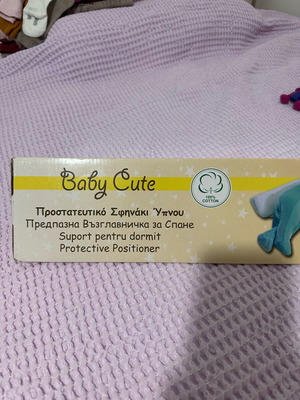 Baby Cute
100%
COTTON
Προστατευτικό Σφηνάκι Ύπνου
Предпазна Възглавничка за Спане
Suport pentru dormit
Protective Positioner